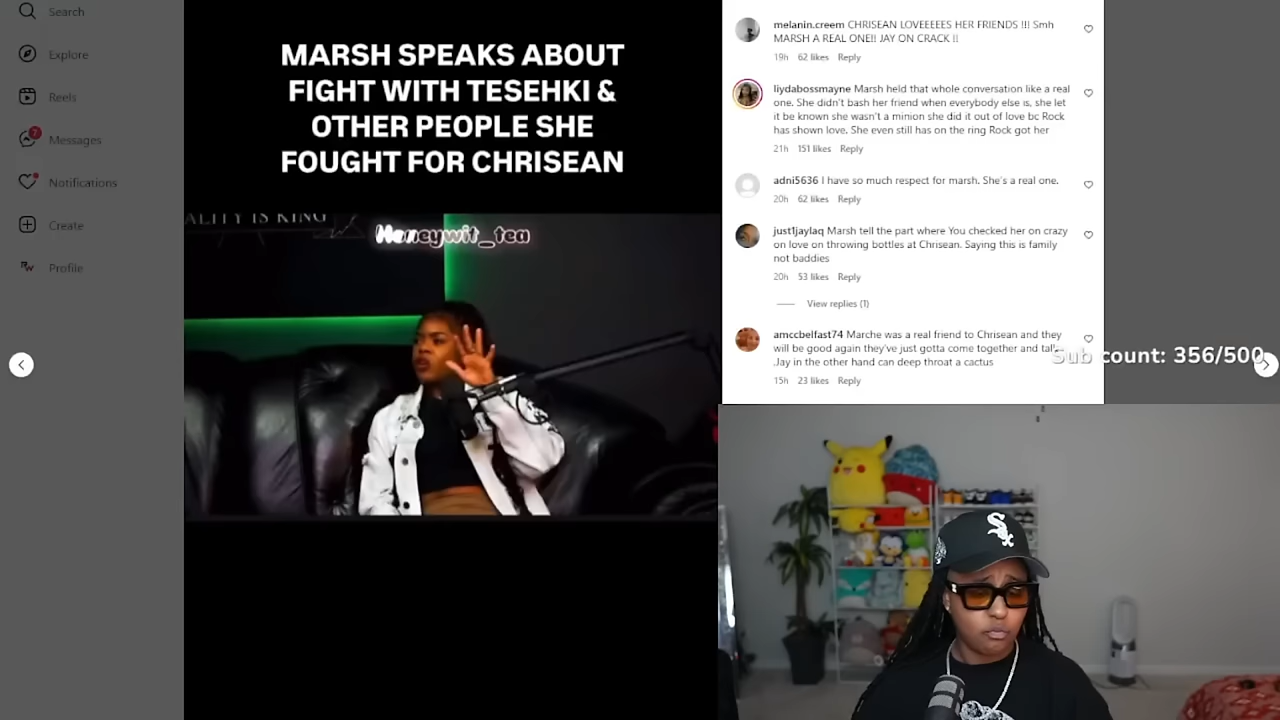 Search
Explore
Reels
7
Messages
Notifications
Create
Profile
MARSH SPEAKS ABOUT
FIGHT WITH TESEHKI &
OTHER PEOPLE SHE
FOUGHT FOR CHRISEAN
ALITY IS KING
Honeywit_tea
melanin.creem CHRISEAN LOVEEEEES HER FRIENDS !!! Smh
MARSH A REAL ONE!! JAY ON CRACK !!
19h 62 likes Reply
liydabossmayne Marsh held that whole conversation like a real
one. She didn't bash her friend when everybody else is, she let
it be known she wasn't a minion she did it out of love bc Rock
has shown love. She even still has on the ring Rock got her
21h 151 likes Reply
adni5636 I have so much respect for marsh. She's a real one.
20h 62 likes Reply
just1jaylaq Marsh tell the part where You checked her on crazy
on love on throwing bottles at Chrisean. Saying this is family
not baddies
20h 53 likes Reply
View replies (1)
amccbelfast74 Marche was a real friend to Chrisean and they
will be good again they've just gotta come together and talk
.Jay in the other hand can deep throat a cactus
15h 23 likes Reply
Sub count: 356/500
Sox